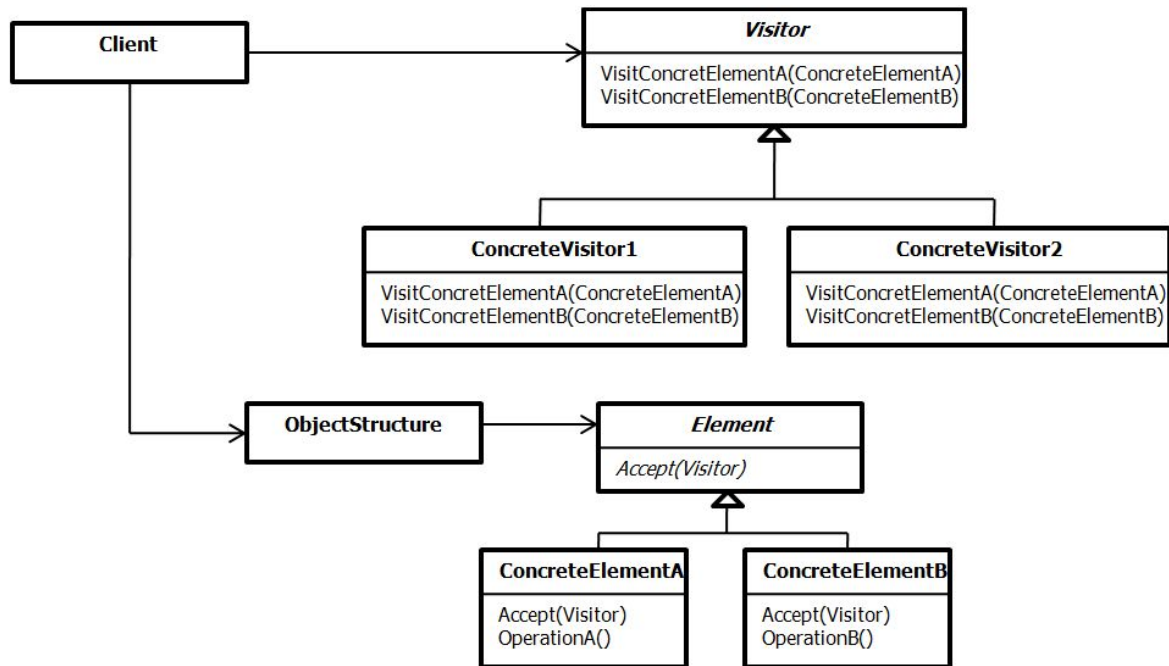 Client
Visitor
VisitConcretElementA(ConcreteElementA)
VisitConcretElementB(ConcreteElementB)
ConcreteVisitor1
VisitConcretElementA(ConcreteElementA)
VisitConcretElementB(ConcreteElementB)
ConcreteVisitor2
VisitConcretElementA(ConcreteElementA)
VisitConcretElementB(ConcreteElementB)
ObjectStructure
Element
Accept(Visitor)
ConcreteElementA
Accept(Visitor)
OperationA()
ConcreteElementB
Accept(Visitor)
OperationB()